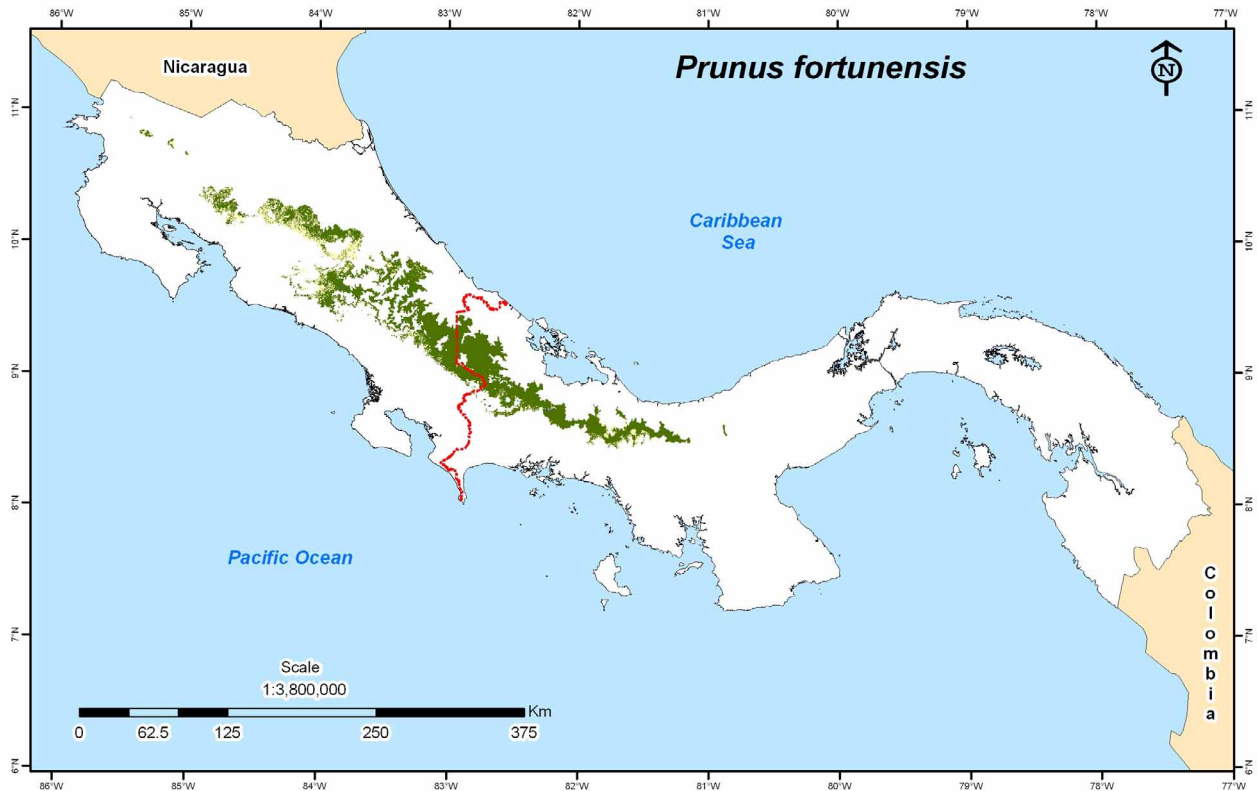 86°W 85°W 84°W 83°W 82°W 81°W 80°W 79°W 78°W 77°W
Nicaragua
Prunus fortunensis
N
11°N 11°N
Caribbean
Sea
10°N 10°N
9°N 9°N
8°N 8°N
Pacific Ocean
Colombia
7°N 7°N
Scale
1:3,800,000
Km
0 62.5 125 250 375
6°N 6°N
86°W 85°W 84°W 83°W 82°W 81°W 80°W 79°W 78°W 77°W